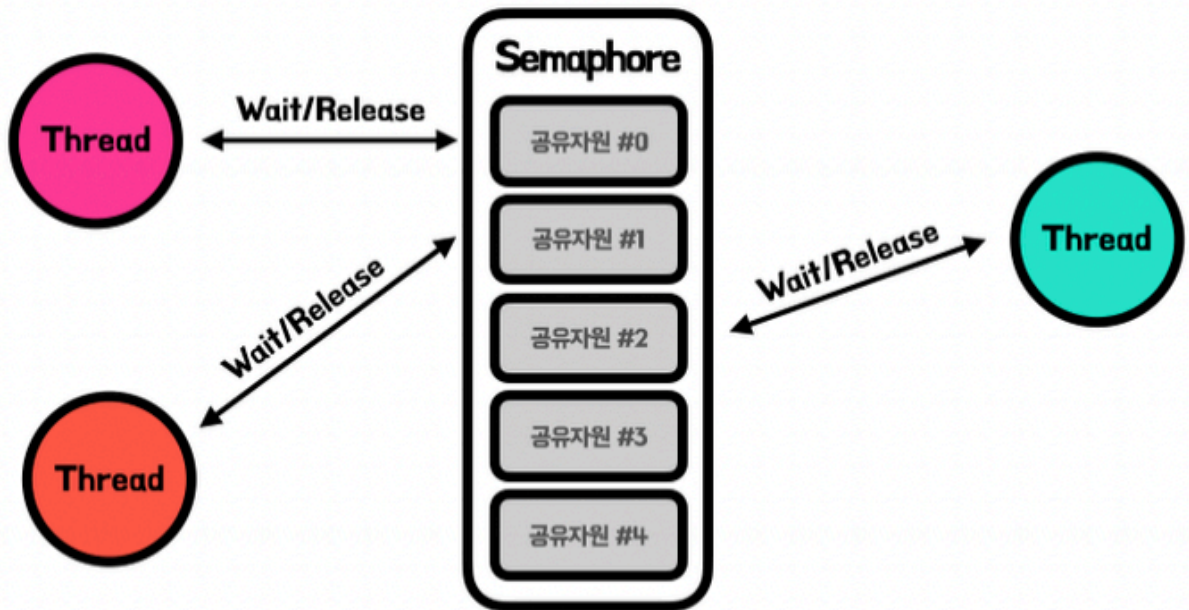 Semaphore
Thread
Wait/Release
공유자원 #0
공유자원 #1
Wait/Release
Thread
공유자원 #2
Wait/Release
공유자원 #3
Thread
공유자원 #4